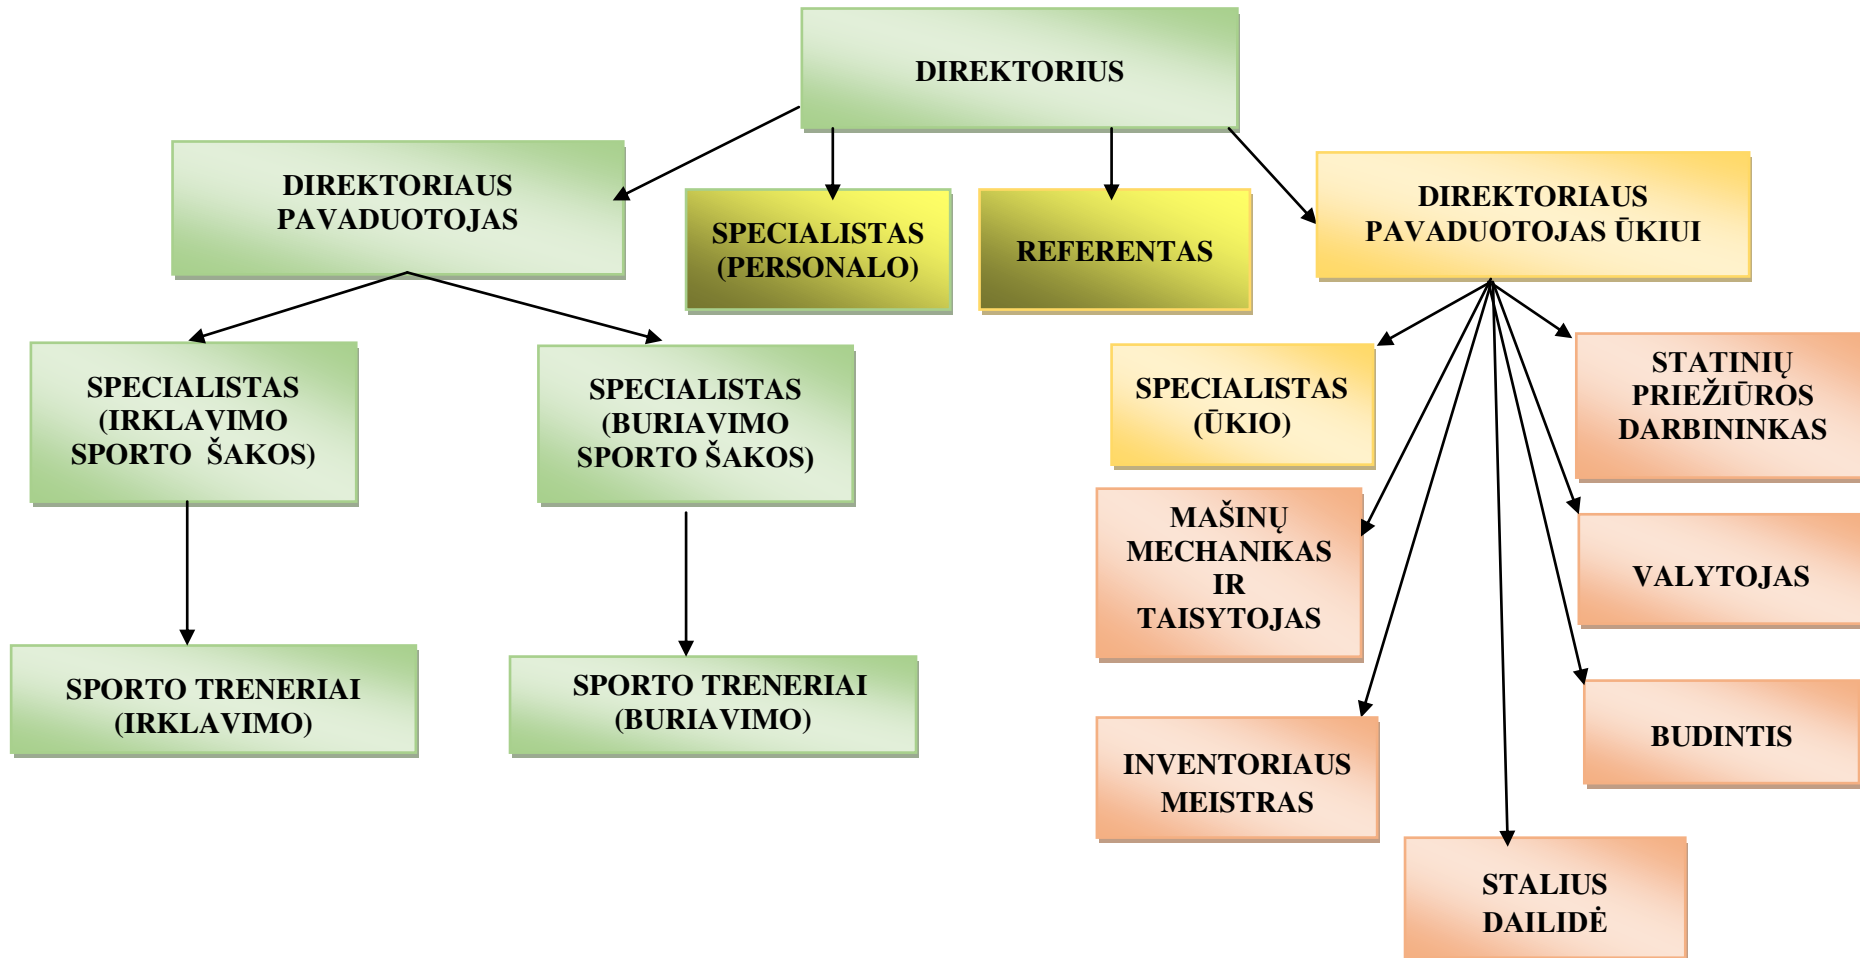 DIREKTORIUS
DIREKTORIAUS
PAVADUOTOJAS
SPECIALISTAS
(PERSONALO)
REFERENTAS
DIREKTORIAUS
PAVADUOTOJAS ŪKIUI
SPECIALISTAS
(IRKLAVIMO
SPORTO ŠAKOS)
SPECIALISTAS
(BURIAVIMO
SPORTO ŠAKOS)
SPECIALISTAS
(ŪKIO)
STATINIŲ
PRIEŽIŪROS
DARBININKAS
MAŠINŲ
MECHANIKAS
IR
TAISYTOJAS
VALYTOJAS
SPORTO TRENERIAI
(IRKLAVIMO)
SPORTO TRENERIAI
(BURIAVIMO)
INVENTORIAUS
MEISTRAS
BUDINTIS
STALIUS
DAILIDĖ